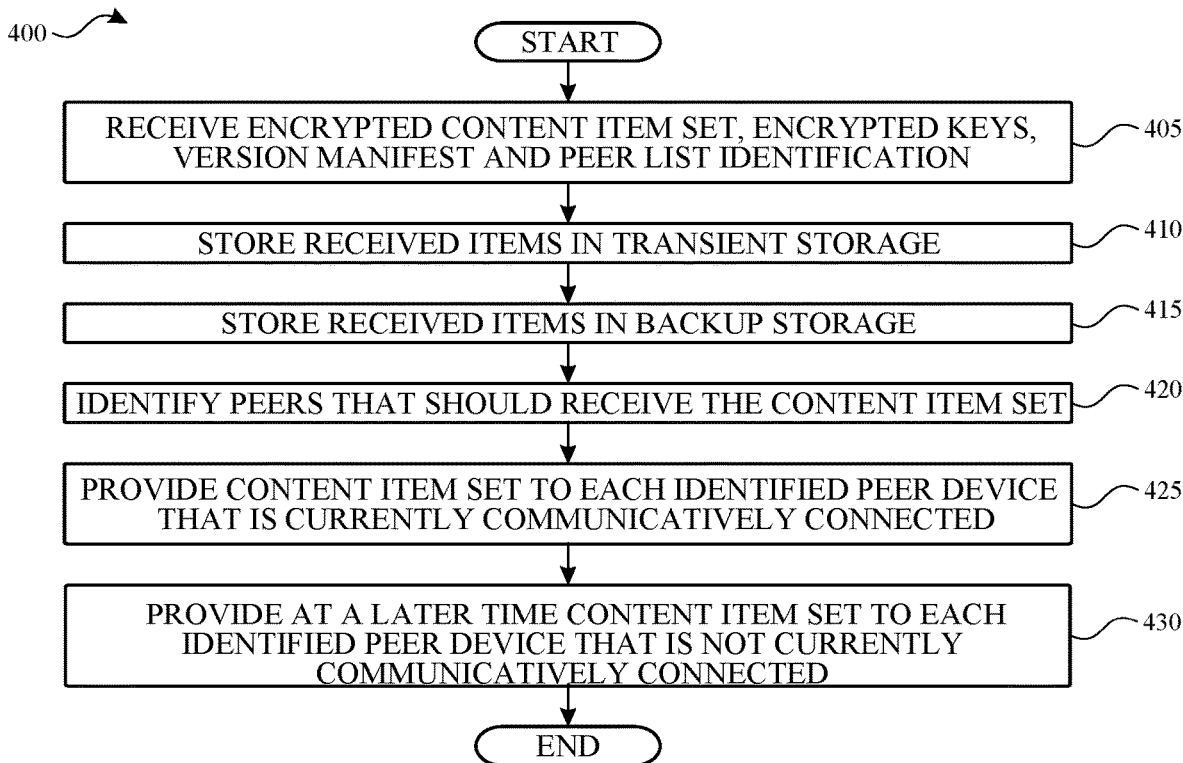 400
START
RECEIVE ENCRYPTED CONTENT ITEM SET, ENCRYPTED KEYS,
VERSION MANIFEST AND PEER LIST IDENTIFICATION
405
STORE RECEIVED ITEMS IN TRANSIENT STORAGE
410
STORE RECEIVED ITEMS IN BACKUP STORAGE
415
IDENTIFY PEERS THAT SHOULD RECEIVE THE CONTENT ITEM SET
420
PROVIDE CONTENT ITEM SET TO EACH IDENTIFIED PEER DEVICE
THAT IS CURRENTLY COMMUNICATIVELY CONNECTED
425
PROVIDE AT A LATER TIME CONTENT ITEM SET TO EACH
IDENTIFIED PEER DEVICE THAT IS NOT CURRENTLY
COMMUNICATIVELY CONNECTED
430
END